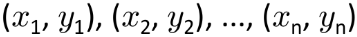 (x₁, y₁), (x₂, y₂), ..., (xₙ, yₙ)